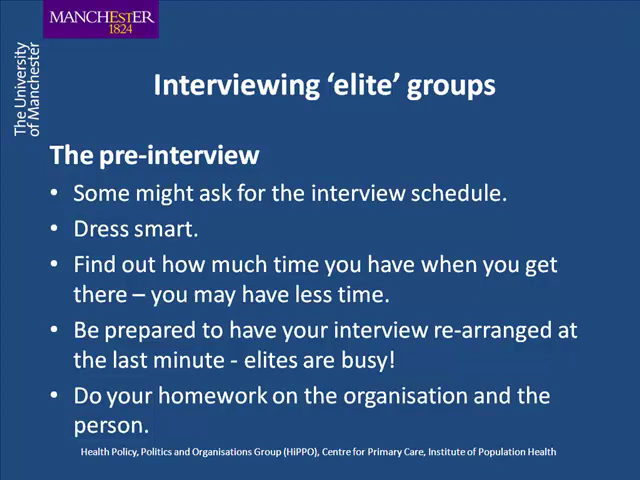 MANCHESTER
1824
The University
of Manchester
Interviewing ‘elite’ groups
The pre-interview
• Some might ask for the interview schedule.
• Dress smart.
• Find out how much time you have when you get
there – you may have less time.
• Be prepared to have your interview re-arranged at
the last minute - elites are busy!
• Do your homework on the organisation and the
person.
Health Policy, Politics and Organisations Group (HiPPO), Centre for Primary Care, Institute of Population Health